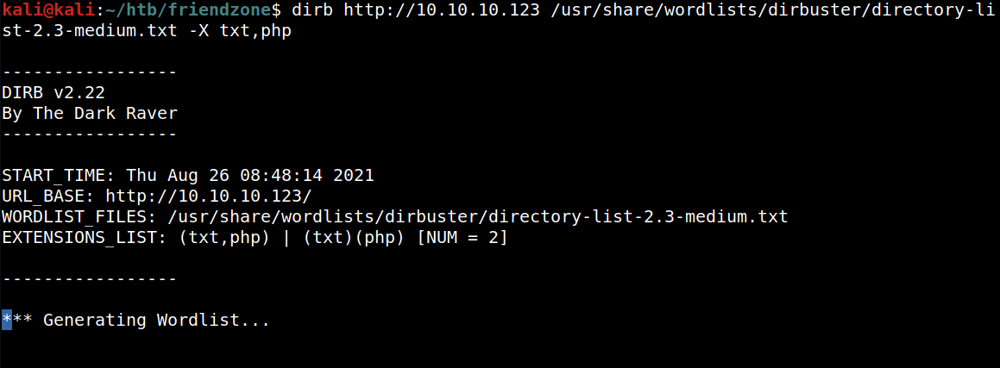 kali@kali:~/htb/friendzone$ dirb http://10.10.10.123 /usr/share/wordlists/dirbuster/directory-li
st-2.3-medium.txt -X txt,php
-----------------
DIRB v2.22
By The Dark Raver
-----------------
START_TIME: Thu Aug 26 08:48:14 2021
URL_BASE: http://10.10.10.123/
WORDLIST_FILES: /usr/share/wordlists/dirbuster/directory-list-2.3-medium.txt
EXTENSIONS_LIST: (txt,php) | (txt)(php) [NUM = 2]
-----------------
*** Generating Wordlist...